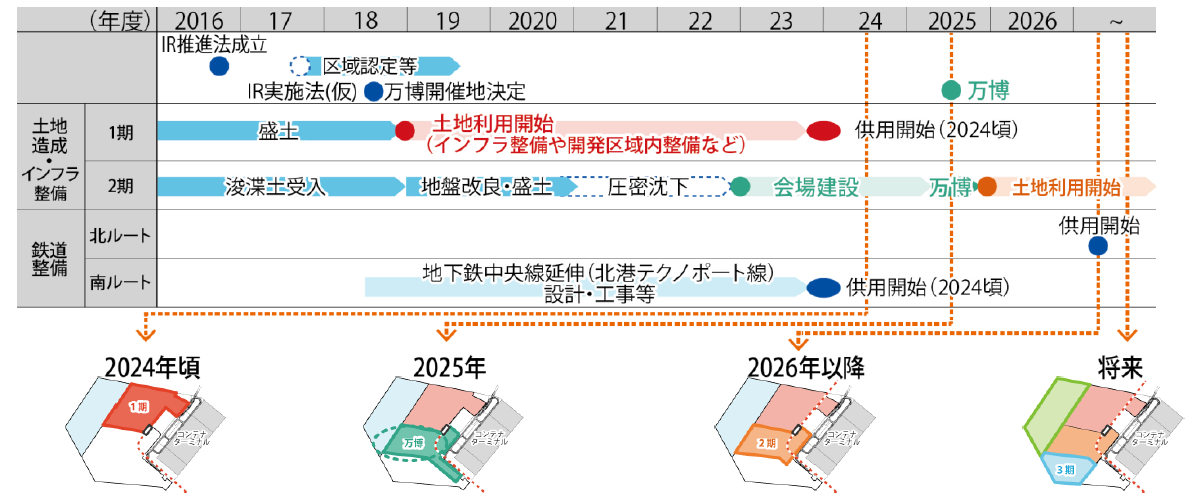 （年度） 2016 17 18 19 2020 21 22 23 24 2025 2026 ～
IR推進法成立
区域認定等
IR実施法(仮) 万博開催地決定
万博
土地
造成
・
インフラ
整備
1期
盛土
土地利用開始
（インフラ整備や開発区域内整備など）
供用開始（2024頃）
2期
浚渫土受入
地盤改良・盛土
圧密沈下
会場建設
万博
土地利用開始
鉄道
整備
北ルート
供用開始
南ルート
地下鉄中央線延伸（北港テクノポート線）
設計・工事等
供用開始（2024頃）
2024年頃
1期
コンテナ
ターミナル
2025年
万博
コンテナ
ターミナル
2026年以降
2期
コンテナ
ターミナル
将来
3期
コンテナ
ターミナル